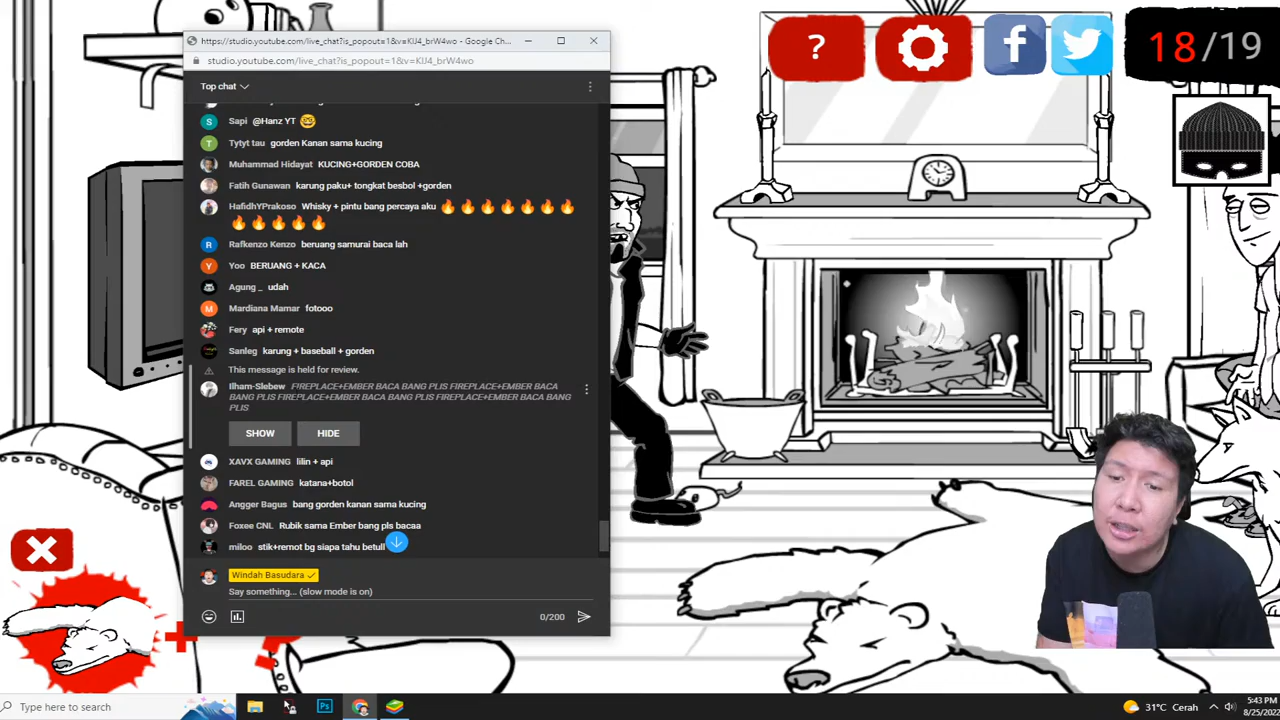 https://studio.youtube.com/live_chat?is_popout=1&v=KIJ4_brW4wo - Google Ch...
studio.youtube.com/live_chat?is_popout=1&v=KIJ4_brW4wo
? f 18/19
Top chat
Sapi @Hanz YT 🤓
Tytyt tau gorden Kanan sama kucing
Muhammad Hidayat KUCING+GORDEN COBA
Fatih Gunawan karung paku+ tongkat besbol +gorden
HafidhYPrakoso Whisky + pintu bang percaya aku 🔥🔥🔥🔥🔥🔥🔥
🔥🔥🔥🔥🔥
Rafkenzo Kenzo beruang samurai baca lah
Yoo BERUANG + KACA
Agung _ udah
Mardiana Mamar fotooo
Fery api + remote
Sanleg karung + baseball + gorden
This message is held for review.
Ilham-Slebew FIREPLACE+EMBER BACA BANG PLIS FIREPLACE+EMBER BACA
BANG PLIS FIREPLACE+EMBER BACA BANG PLIS FIREPLACE+EMBER BACA BANG
PLIS
SHOW HIDE
XAVX GAMING lilin + api
FAREL GAMING katana+botol
Angger Bagus bang gorden kanan sama kucing
Foxee CNL Rubik sama Ember bang pls bacaa
miloo stik+remot bg siapa tahu betull
Windah Basudara
Say something... (slow mode is on)
0/200
Type here to search
Ps
31°C Cerah
5:43 PM
8/25/2022